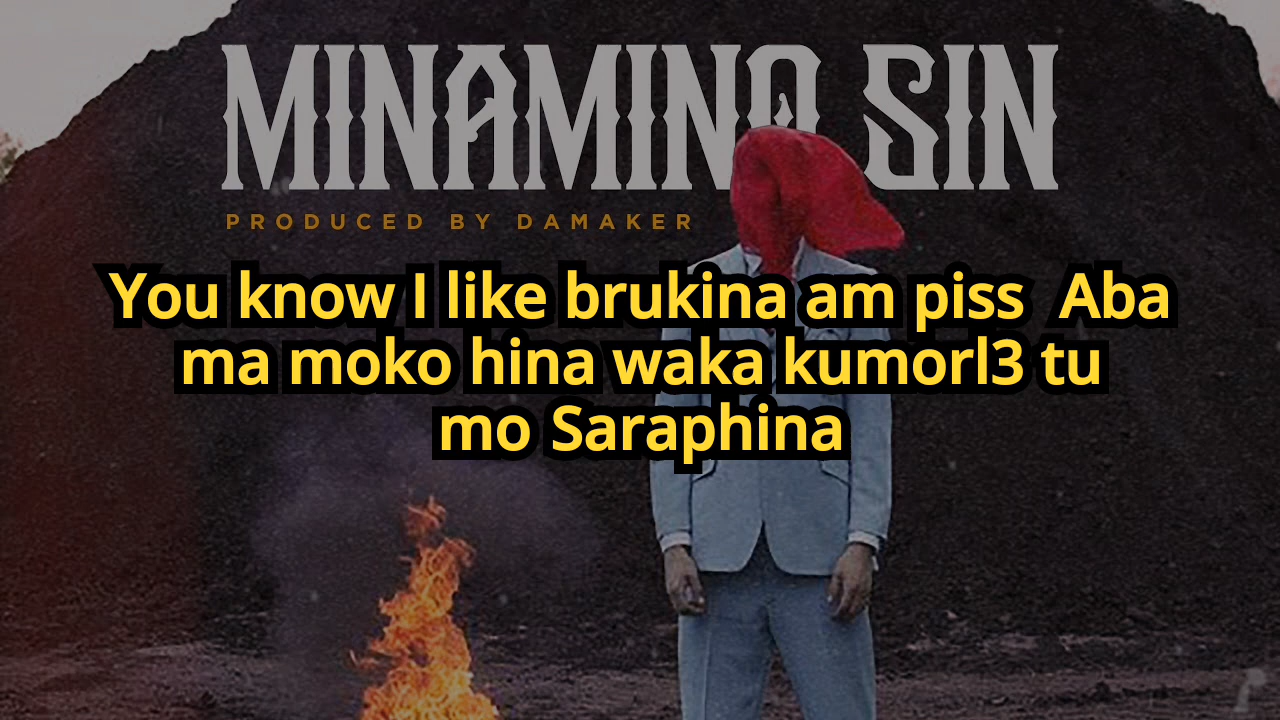 MINAMINO SIN
PRODUCED BY DAMAKER
You know I like brukina am piss  Aba
ma moko hina waka kumorl3 tu
mo Saraphina